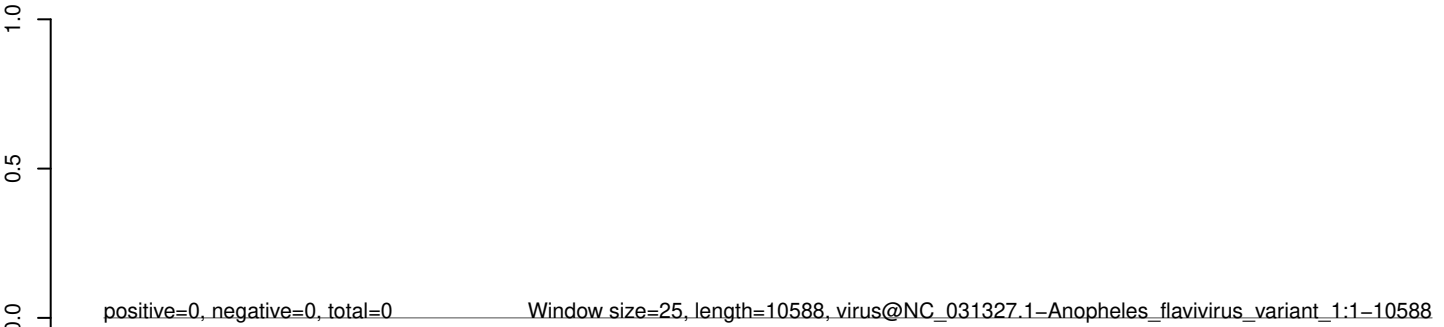 1.0
0.5
0.0
positive=0, negative=0, total=0 Window size=25, length=10588, virus@NC_031327.1−Anopheles_flavivirus_variant_1:1−10588